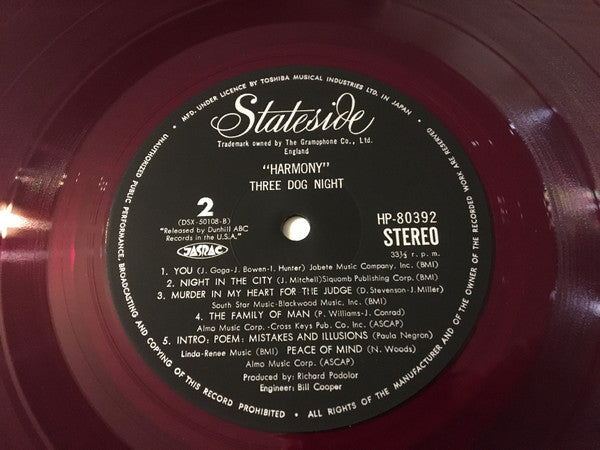 MFD. UNDER LICENCE BY TOSHIBA MUSICAL INDUSTRIES LTD. IN JAPAN
Stateside
Trademark owned by The Gramophone Co., Ltd.
England
"HARMONY"
THREE DOG NIGHT
2
(DSX-50108-B)
"Released by Dunhill ABC
Records in the U.S.A."
JASRAC
HP-80392
STEREO
33⅓ r. p. m.
1. YOU (J. Goga-J. Bowen-I. Hunter) Jobete Music Company, Inc. (BMI)
2. NIGHT IN THE CITY (J. Mitchell)Siquomb Publishing Corp. (BMI)
3. MURDER IN MY HEART FOR THE JUDGE (D. Stevenson-J. Miller)
South Star Music-Blackwood Music, Inc. (BMI)
4. THE FAMILY OF MAN (P. Williams-J. Conrad)
Almo Music Corp. -Cross Keys Pub. Co. Inc. (ASCAP)
5. INTRO: POEM: MISTAKES AND ILLUSIONS (Paula Negron)
Linda-Renee Music (BMI) PEACE OF MIND (N. Woods)
Almo Music Corp. (ASCAP)
Produced by: Richard Podolor
Engineer: Bill Cooper
UNAUTHORIZED PUBLIC PERFORMANCE, BROADCASTING AND COPYING OF THIS RECORD PROHIBITED • ALL RIGHTS OF THE MANUFACTURER AND OF THE OWNER OF THE RECORDED WORK ARE RESERVED